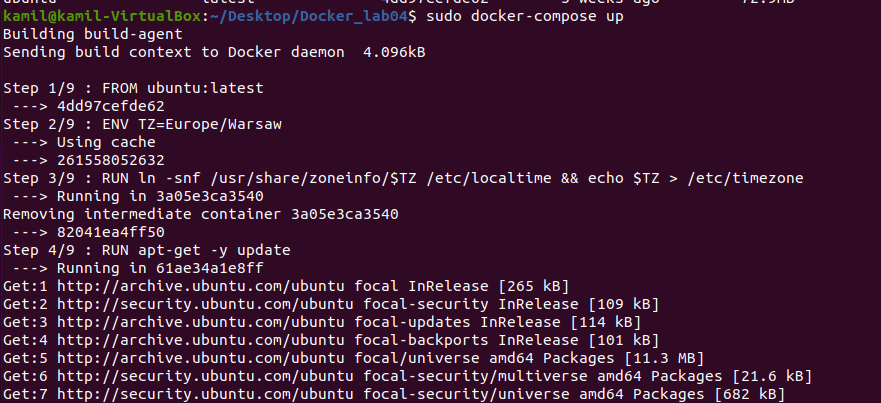 kamil@kamil-VirtualBox:~/Desktop/Docker_lab04$ sudo docker-compose up
Building build-agent
Sending build context to Docker daemon  4.096kB
Step 1/9 : FROM ubuntu:latest
 ---> 4dd97cefde62
Step 2/9 : ENV TZ=Europe/Warsaw
 ---> Using cache
 ---> 261558052632
Step 3/9 : RUN ln -snf /usr/share/zoneinfo/$TZ /etc/localtime && echo $TZ > /etc/timezone
 ---> Running in 3a05e3ca3540
Removing intermediate container 3a05e3ca3540
 ---> 82041ea4ff50
Step 4/9 : RUN apt-get -y update
 ---> Running in 61ae34a1e8ff
Get:1 http://archive.ubuntu.com/ubuntu focal InRelease [265 kB]
Get:2 http://security.ubuntu.com/ubuntu focal-security InRelease [109 kB]
Get:3 http://archive.ubuntu.com/ubuntu focal-updates InRelease [114 kB]
Get:4 http://archive.ubuntu.com/ubuntu focal-backports InRelease [101 kB]
Get:5 http://archive.ubuntu.com/ubuntu focal/universe amd64 Packages [11.3 MB]
Get:6 http://security.ubuntu.com/ubuntu focal-security/multiverse amd64 Packages [21.6 kB]
Get:7 http://security.ubuntu.com/ubuntu focal-security/universe amd64 Packages [682 kB]